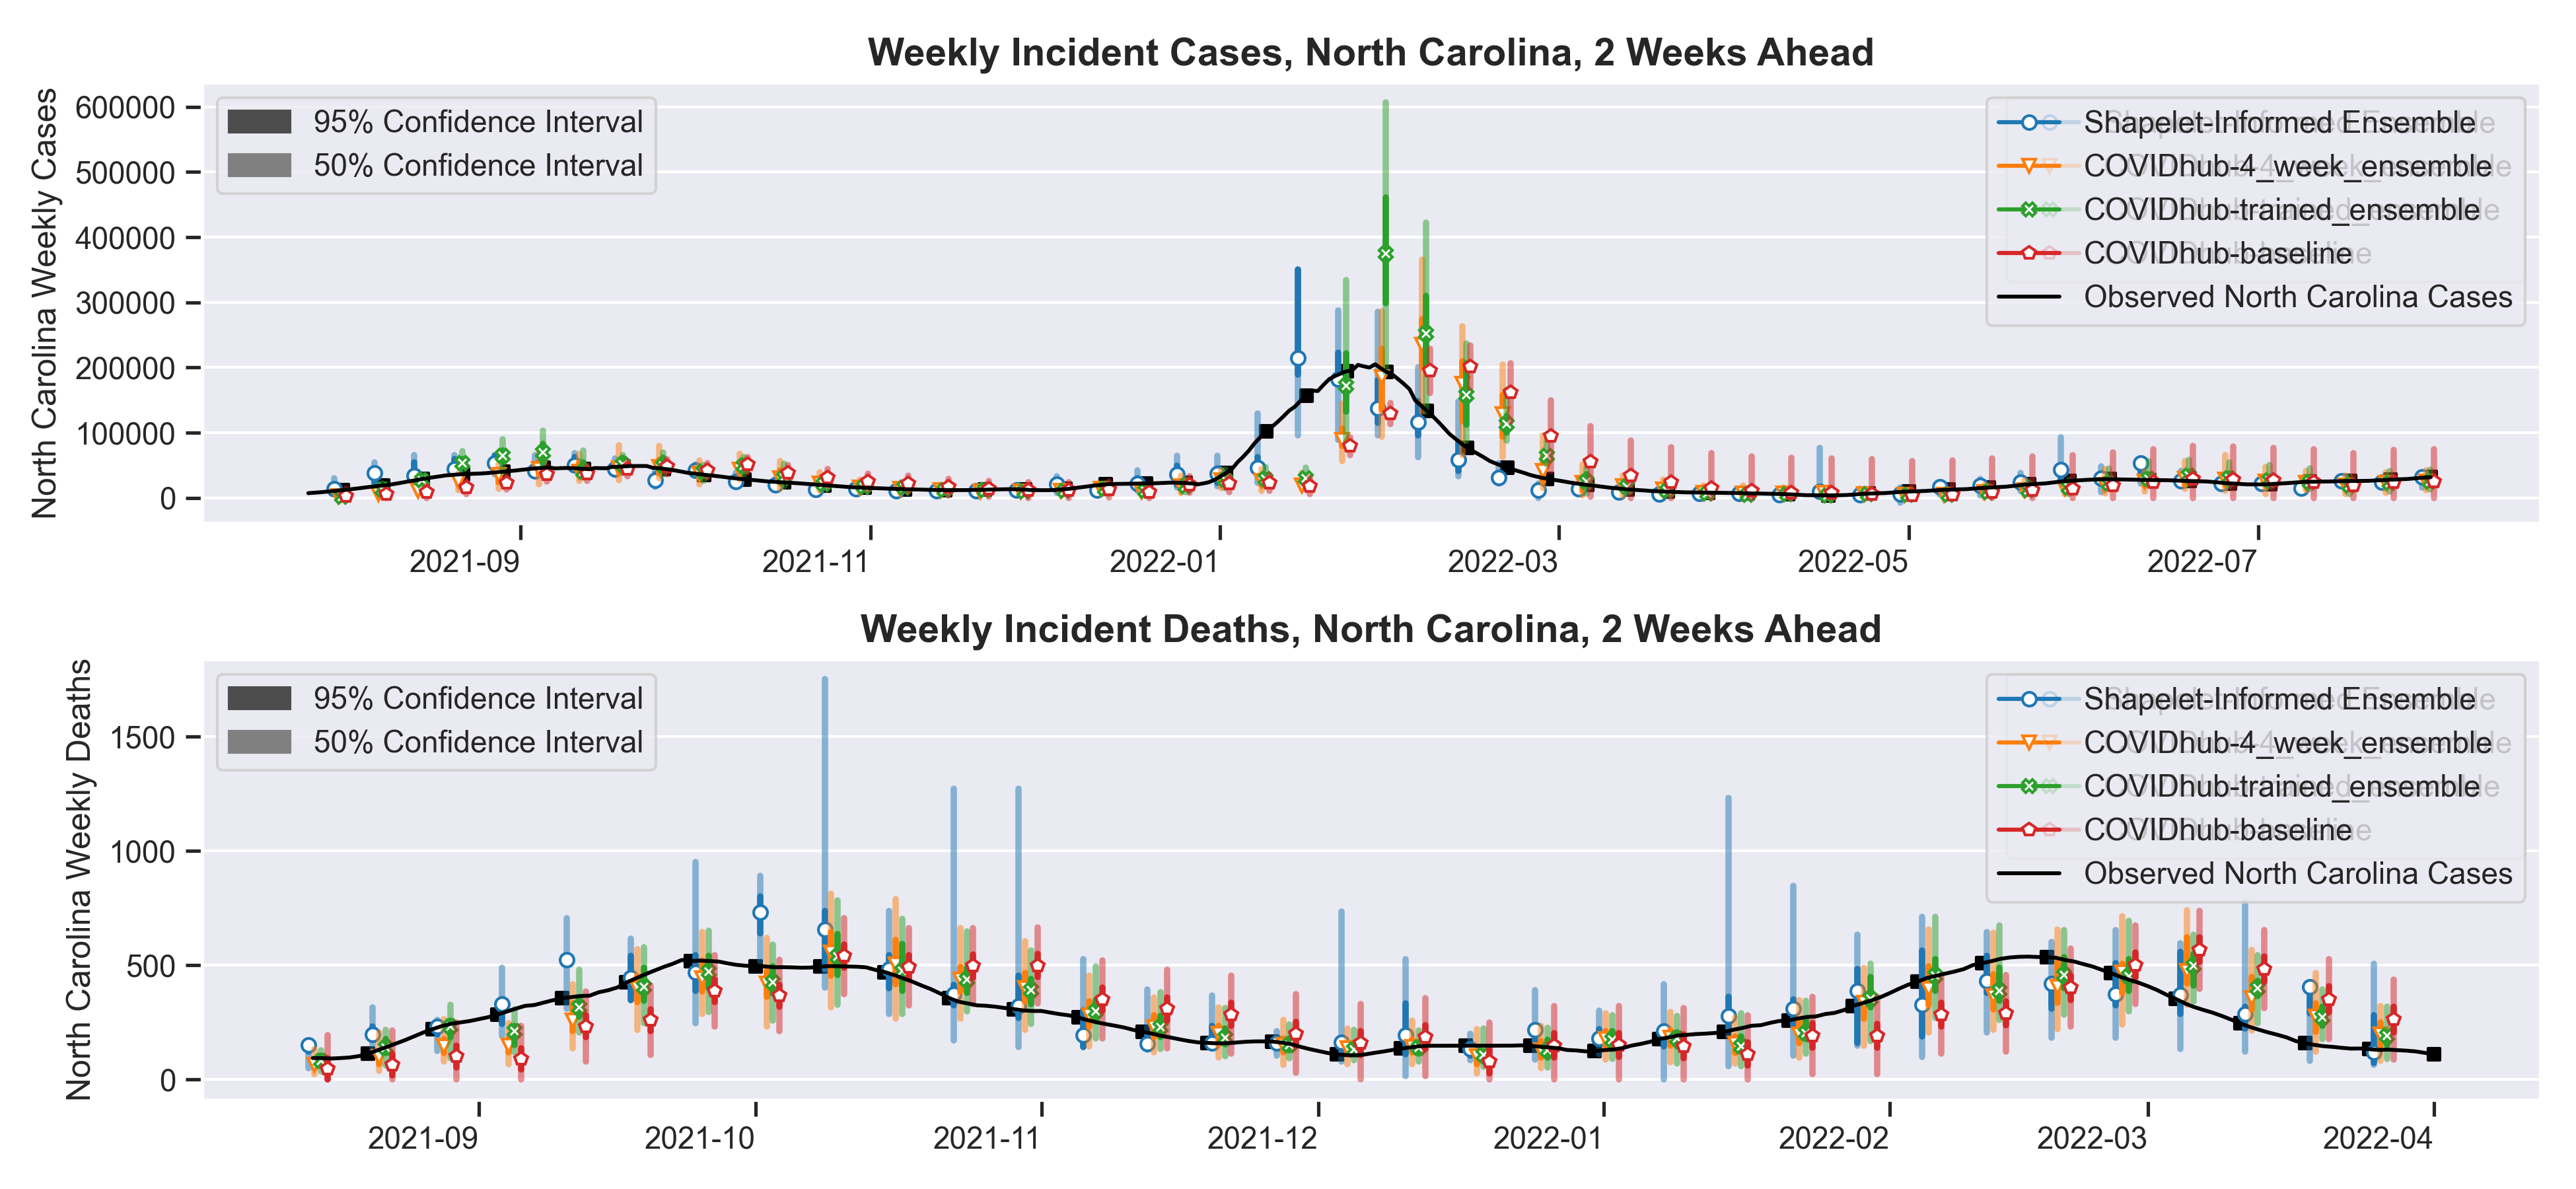 Weekly Incident Cases, North Carolina, 2 Weeks Ahead
North Carolina Weekly Cases
600000
500000
400000
300000
200000
100000
0
95% Confidence Interval
50% Confidence Interval
Shapelet-Informed Ensemble
COVIDhub-4_week_ensemble
COVIDhub-trained_ensemble
COVIDhub-baseline
Observed North Carolina Cases
2021-09
2021-11
2022-01
2022-03
2022-05
2022-07
Weekly Incident Deaths, North Carolina, 2 Weeks Ahead
North Carolina Weekly Deaths
1500
1000
500
0
95% Confidence Interval
50% Confidence Interval
Shapelet-Informed Ensemble
COVIDhub-4_week_ensemble
COVIDhub-trained_ensemble
COVIDhub-baseline
Observed North Carolina Cases
2021-09
2021-10
2021-11
2021-12
2022-01
2022-02
2022-03
2022-04